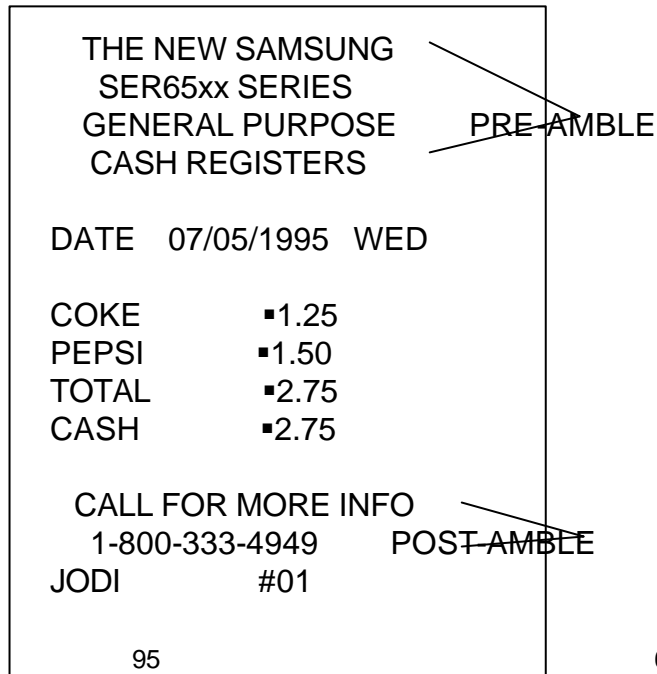 THE NEW SAMSUNG
SER65xx SERIES
GENERAL PURPOSE PRE-AMBLE
CASH REGISTERS
DATE 07/05/1995 WED
COKE ▪1.25
PEPSI ▪1.50
TOTAL ▪2.75
CASH ▪2.75
CALL FOR MORE INFO
1-800-333-4949 POST-AMBLE
JODI #01
95